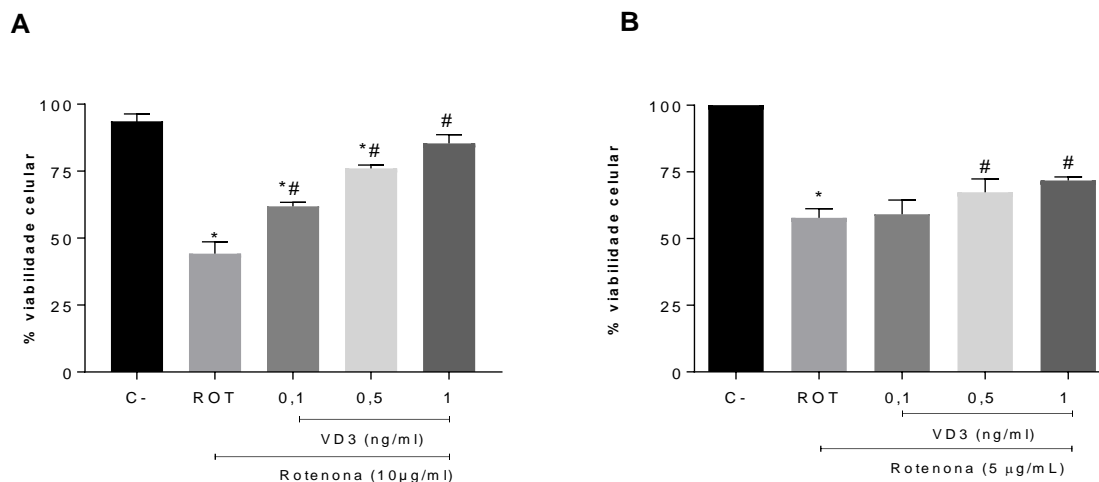 A
% viabilidade celular
100
75
50
25
0
*
*#
*#
#
C- ROT 0,1 0,5 1
VD3 (ng/ml)
Rotenona (10µg/ml)
B
% viabilidade celular
100
75
50
25
0
*
#
#
C- ROT 0,1 0,5 1
VD3 (ng/ml)
Rotenona (5 µg/mL)